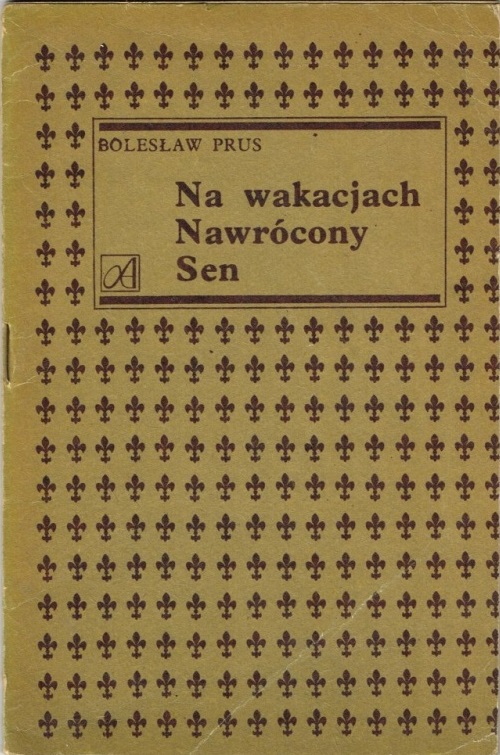 BOLESŁAW PRUS
Na wakacjach
Nawrócony
Sen
A